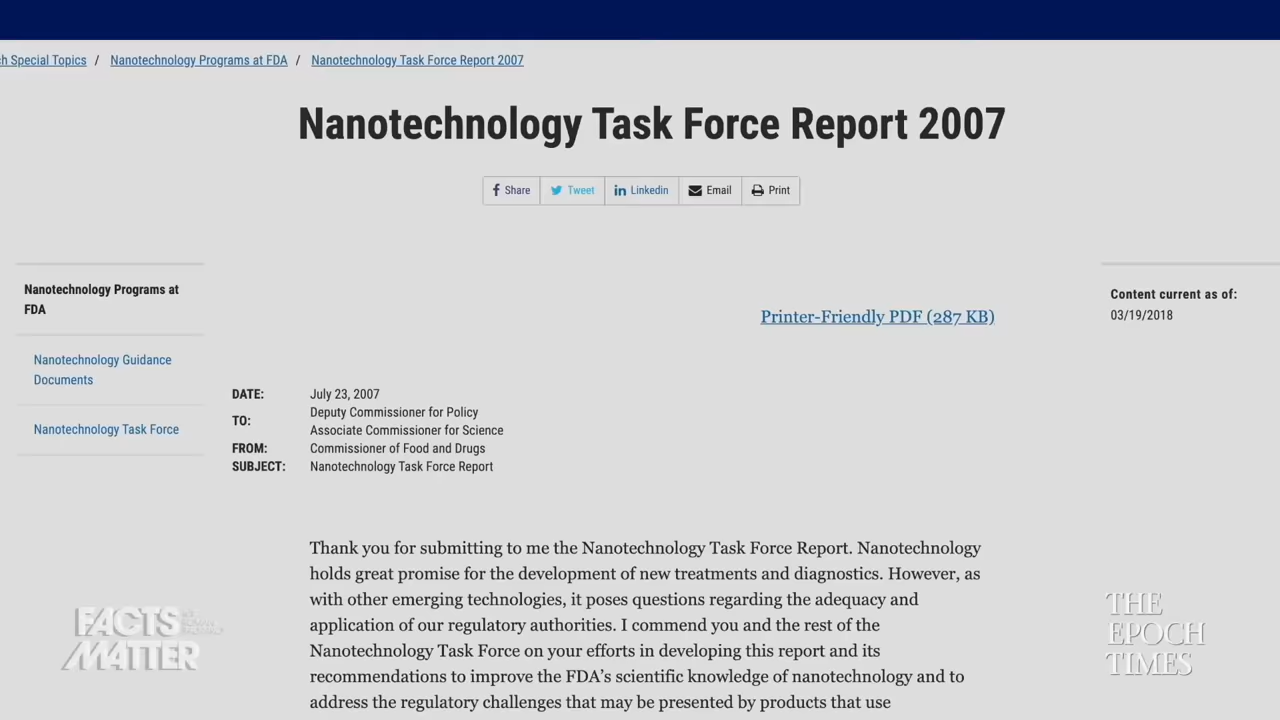 ch Special Topics / Nanotechnology Programs at FDA / Nanotechnology Task Force Report 2007
Nanotechnology Task Force Report 2007
Share Tweet Linkedin Email Print
Nanotechnology Programs at
FDA
Nanotechnology Guidance
Documents
Nanotechnology Task Force
Printer-Friendly PDF (287 KB)
Content current as of:
03/19/2018
DATE: July 23, 2007
TO: Deputy Commissioner for Policy
Associate Commissioner for Science
FROM: Commissioner of Food and Drugs
SUBJECT: Nanotechnology Task Force Report
Thank you for submitting to me the Nanotechnology Task Force Report. Nanotechnology
holds great promise for the development of new treatments and diagnostics. However, as
with other emerging technologies, it poses questions regarding the adequacy and
application of our regulatory authorities. I commend you and the rest of the
Nanotechnology Task Force on your efforts in developing this report and its
recommendations to improve the FDA's scientific knowledge of nanotechnology and to
address the regulatory challenges that may be presented by products that use
FACTS
MATTER
THE
EPOCH
TIMES